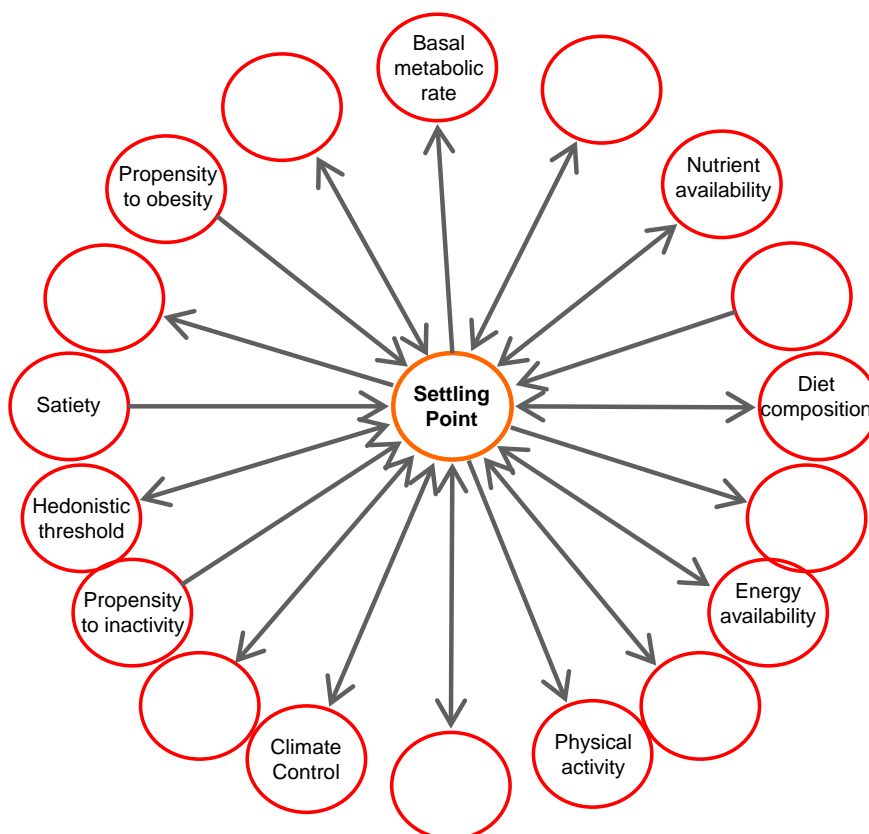 Basal
metabolic
rate
Propensity
to obesity
Nutrient
availability
Satiety
Settling
Point
Diet
composition
Hedonistic
threshold
Propensity
to inactivity
Energy
availability
Climate
Control
Physical
activity